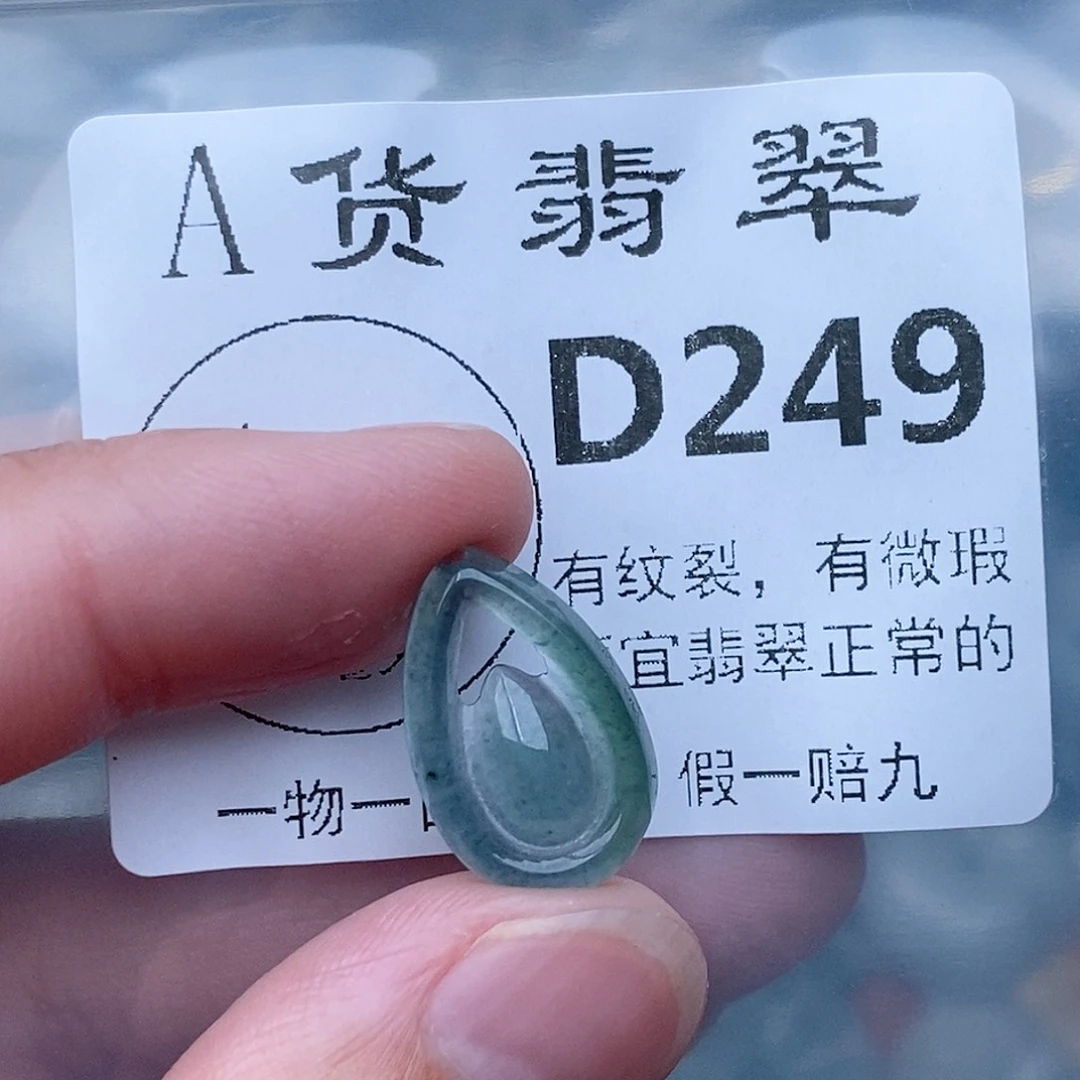 A货翡翠
D249
有纹裂，有微瑕
宜翡翠正常的
一物一
假一赔九